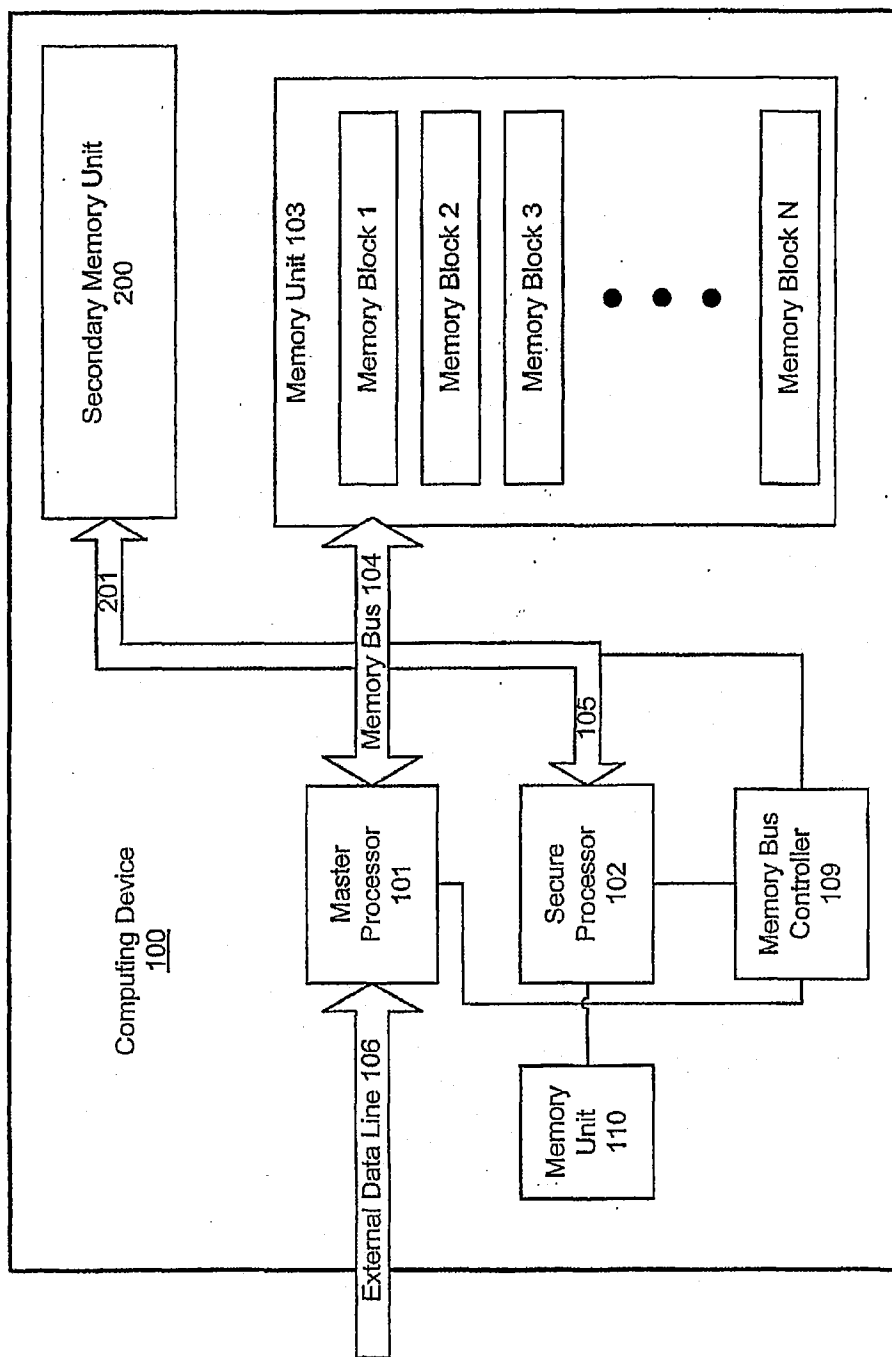 Computing Device
100
Secondary Memory Unit
200
201
External Data Line 106
Master
Processor
101
Memory Bus 104
Memory Unit 103
Memory Block 1
Memory Block 2
Memory Block 3
Memory Block N
105
Secure
Processor
102
Memory
Unit
110
Memory Bus
Controller
109